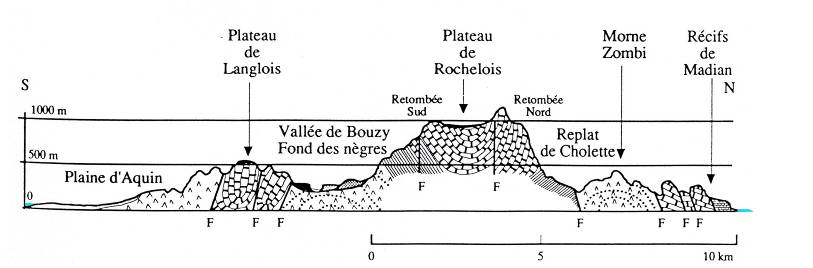 Plateau
de
Langlois
Plateau
de
Rochelois
Morne
Zombi
Récifs
de
Madian
S
N
Retombée
Sud
Retombée
Nord
1000 m
Vallée de Bouzy
Fond des nègres
Replat
de Cholette
500 m
Plaine d'Aquin
0
F
F
F
F
F
F
F
F
F
0
5
10 km